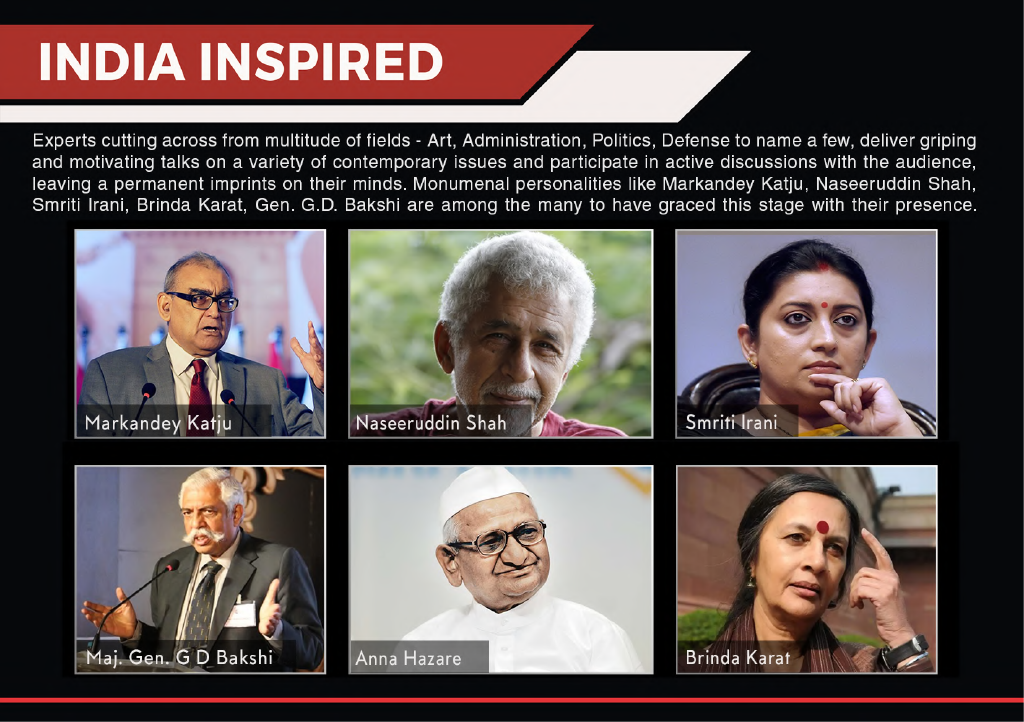 INDIA INSPIRED
Experts cutting across from multitude of fields - Art, Administration, Politics, Defense to name a few, deliver griping
and motivating talks on a variety of contemporary issues and participate in active discussions with the audience,
leaving a permanent imprints on their minds. Monumenal personalities like Markandey Katju, Naseeruddin Shah,
Smriti Irani, Brinda Karat, Gen. G.D. Bakshi are among the many to have graced this stage with their presence.
Markandey Katju
Naseeruddin Shah
Smriti Irani
Maj. Gen. G D Bakshi
Anna Hazare
Brinda Karat